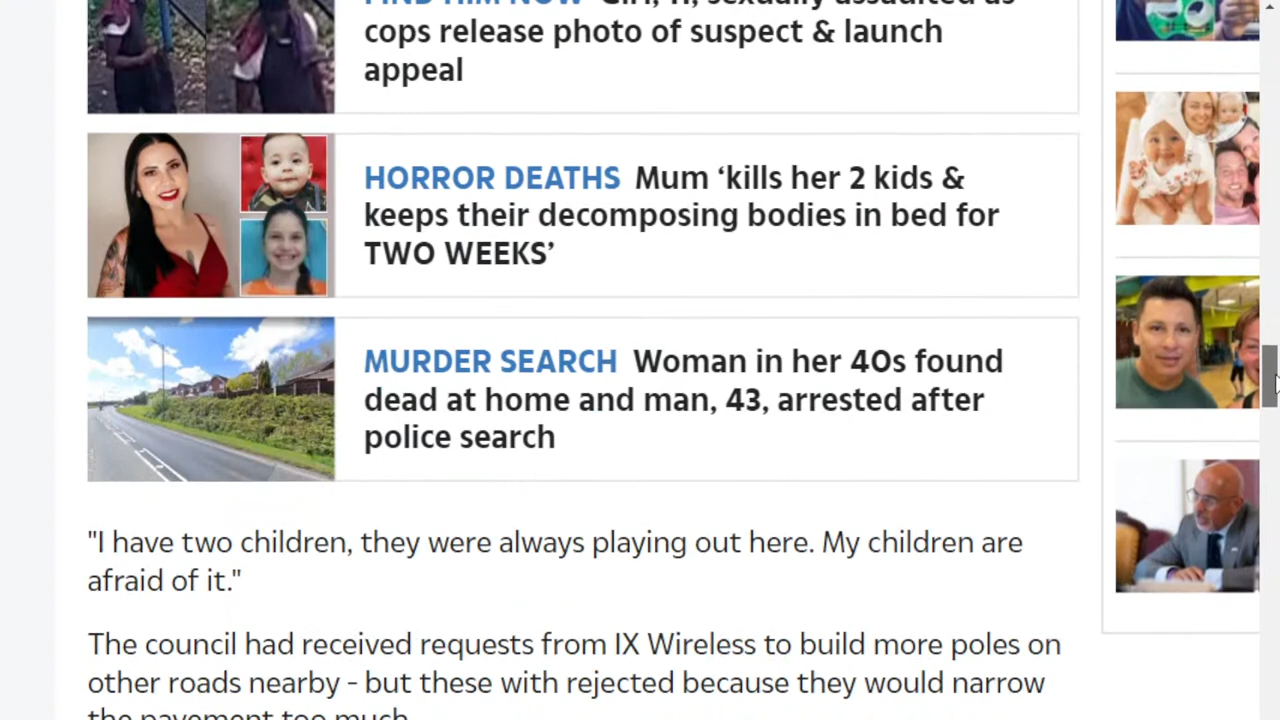 FIND HIM NOW Girl, 11, sexually assaulted as
cops release photo of suspect & launch
appeal
HORROR DEATHS Mum ‘kills her 2 kids &
keeps their decomposing bodies in bed for
TWO WEEKS’
MURDER SEARCH Woman in her 40s found
dead at home and man, 43, arrested after
police search
"I have two children, they were always playing out here. My children are
afraid of it."
The council had received requests from IX Wireless to build more poles on
other roads nearby - but these with rejected because they would narrow
the pavement too much.